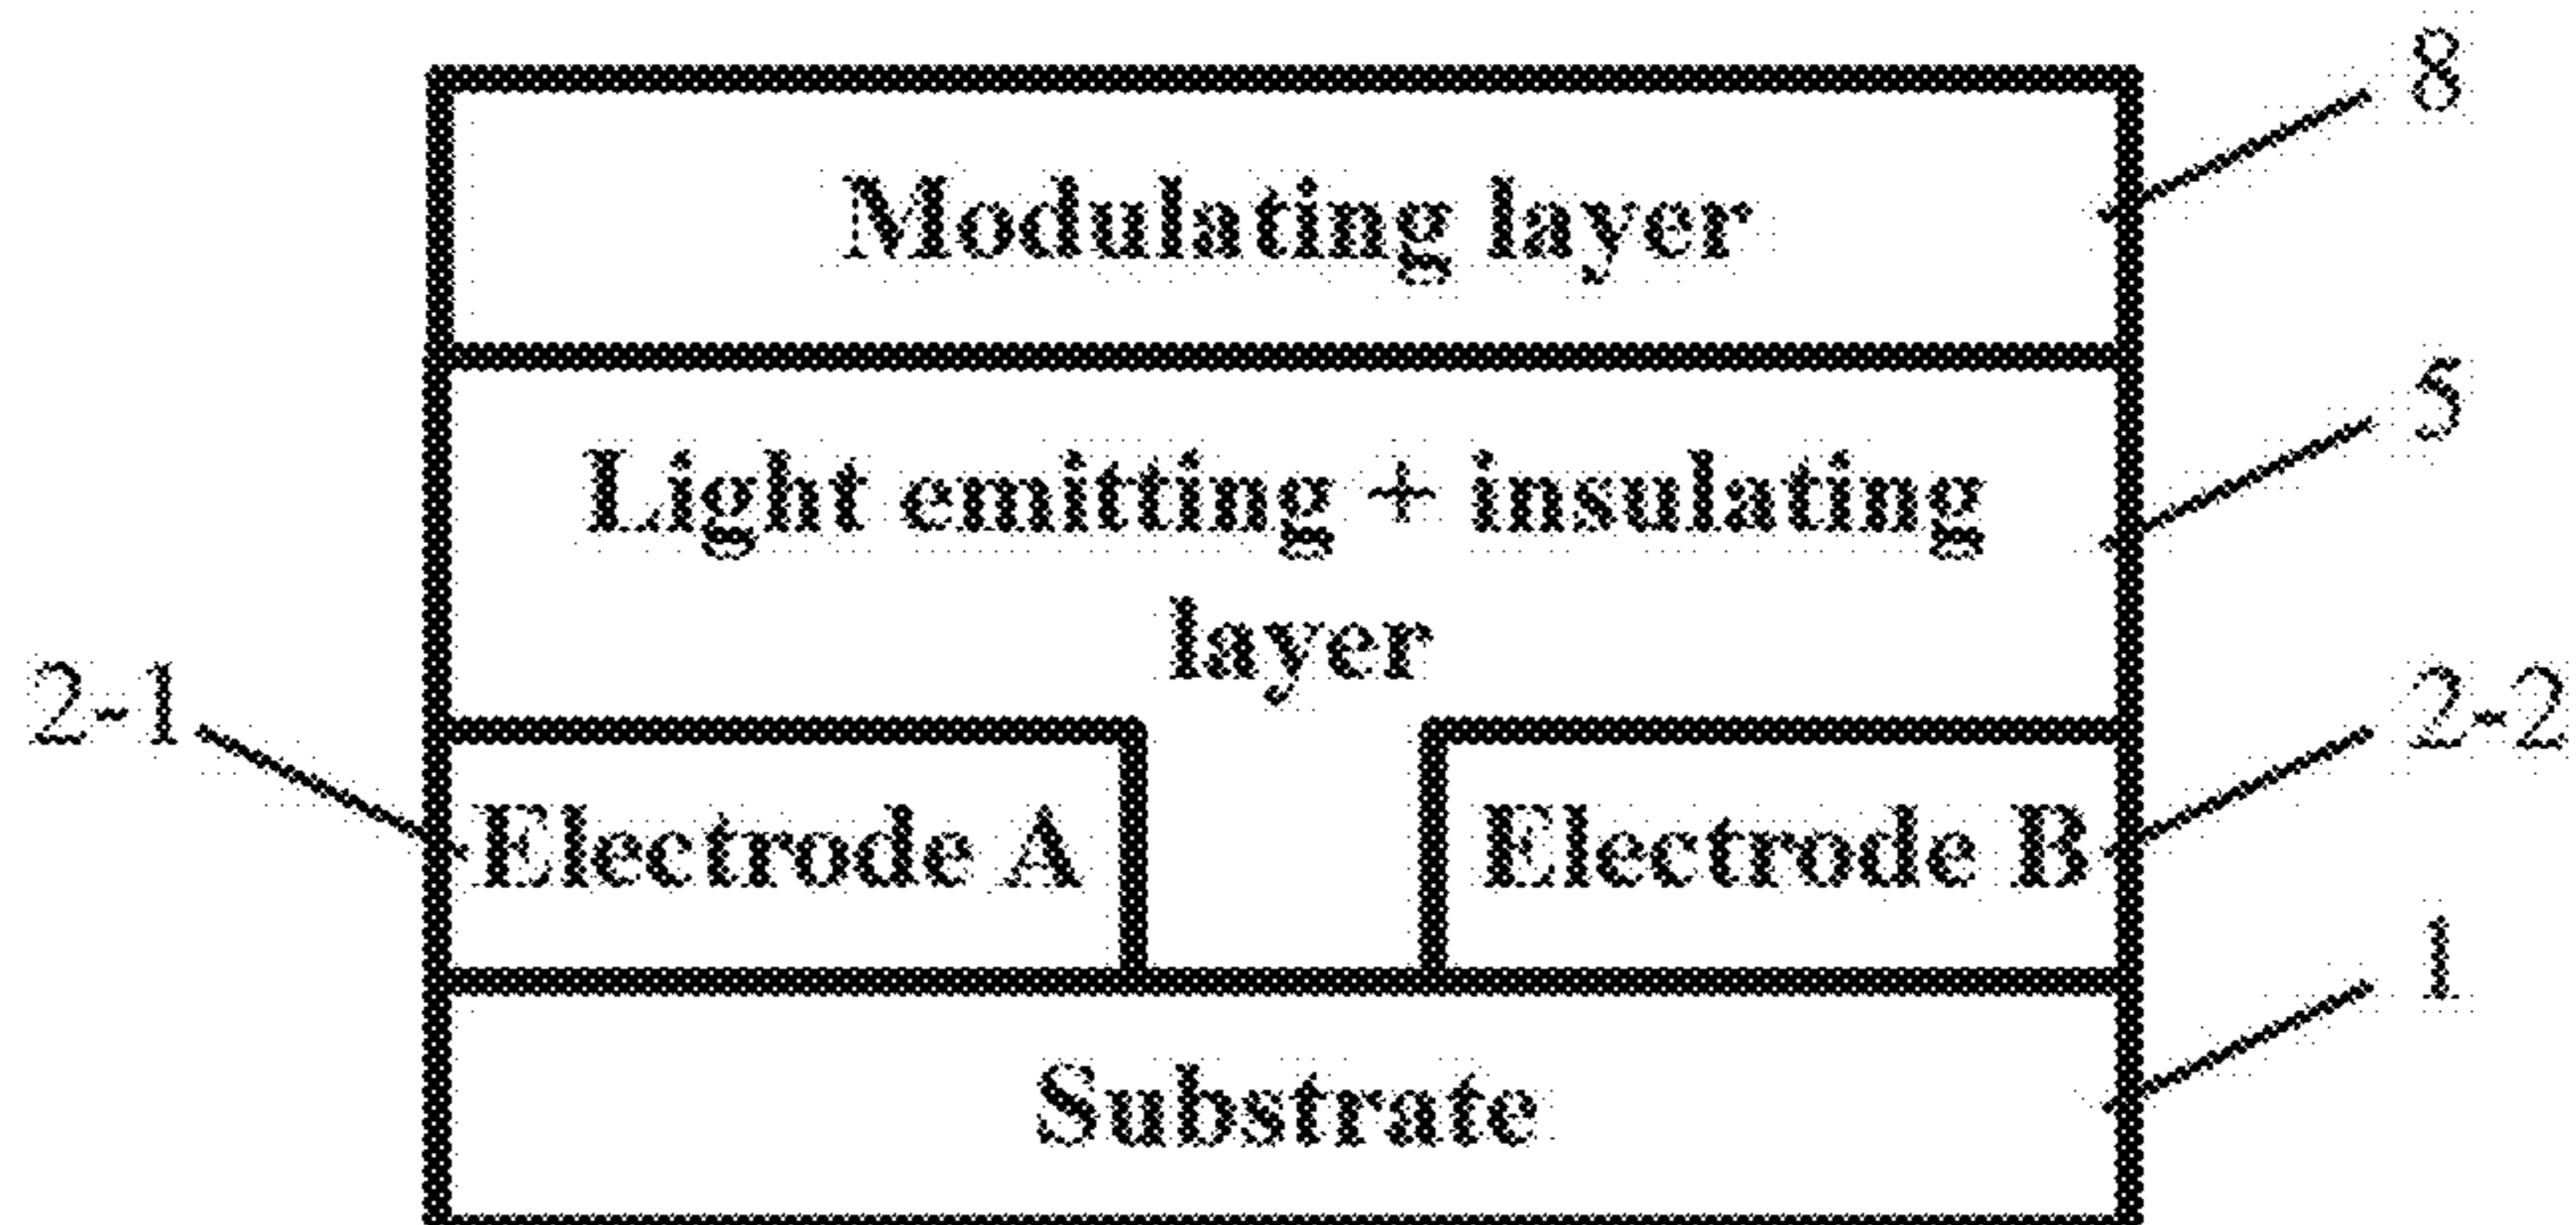 8
Modulating layer
5
Light emitting + insulating
layer
2-1
2-2
Electrode A
Electrode B
1
Substrate